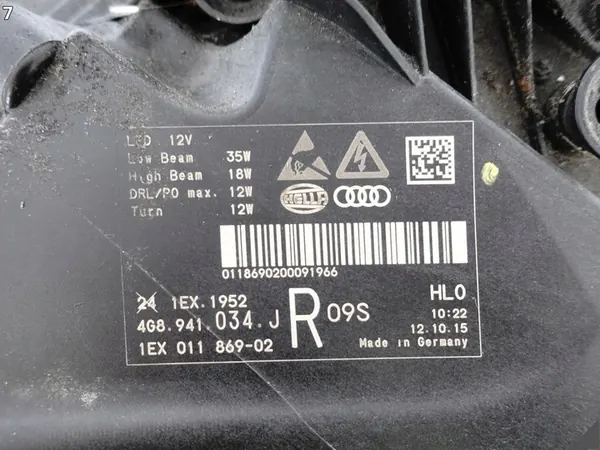 7
LED 12V
Low Beam 35W
High Beam 18W
DRL/PO max. 12W
Turn 12W
HELLA
0118690200091966
24 1EX.1952
4G8.941.034.J R 09S
1EX 011 869-02
HLO
10:22
12.10.15
Made in Germany